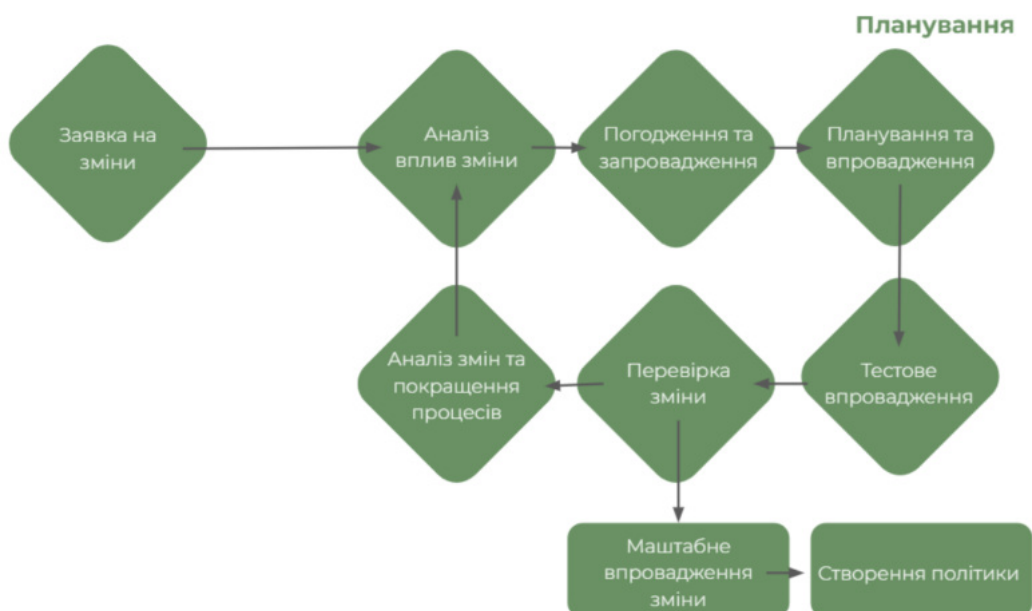 Планування
Заявка на
зміни
Аналіз
вплив зміни
Погодження та
запровадження
Планування та
впровадження
Аналіз змін та
покращення
процесів
Перевірка
зміни
Тестове
впровадження
Маштабне
впровадження
зміни
Створення політики